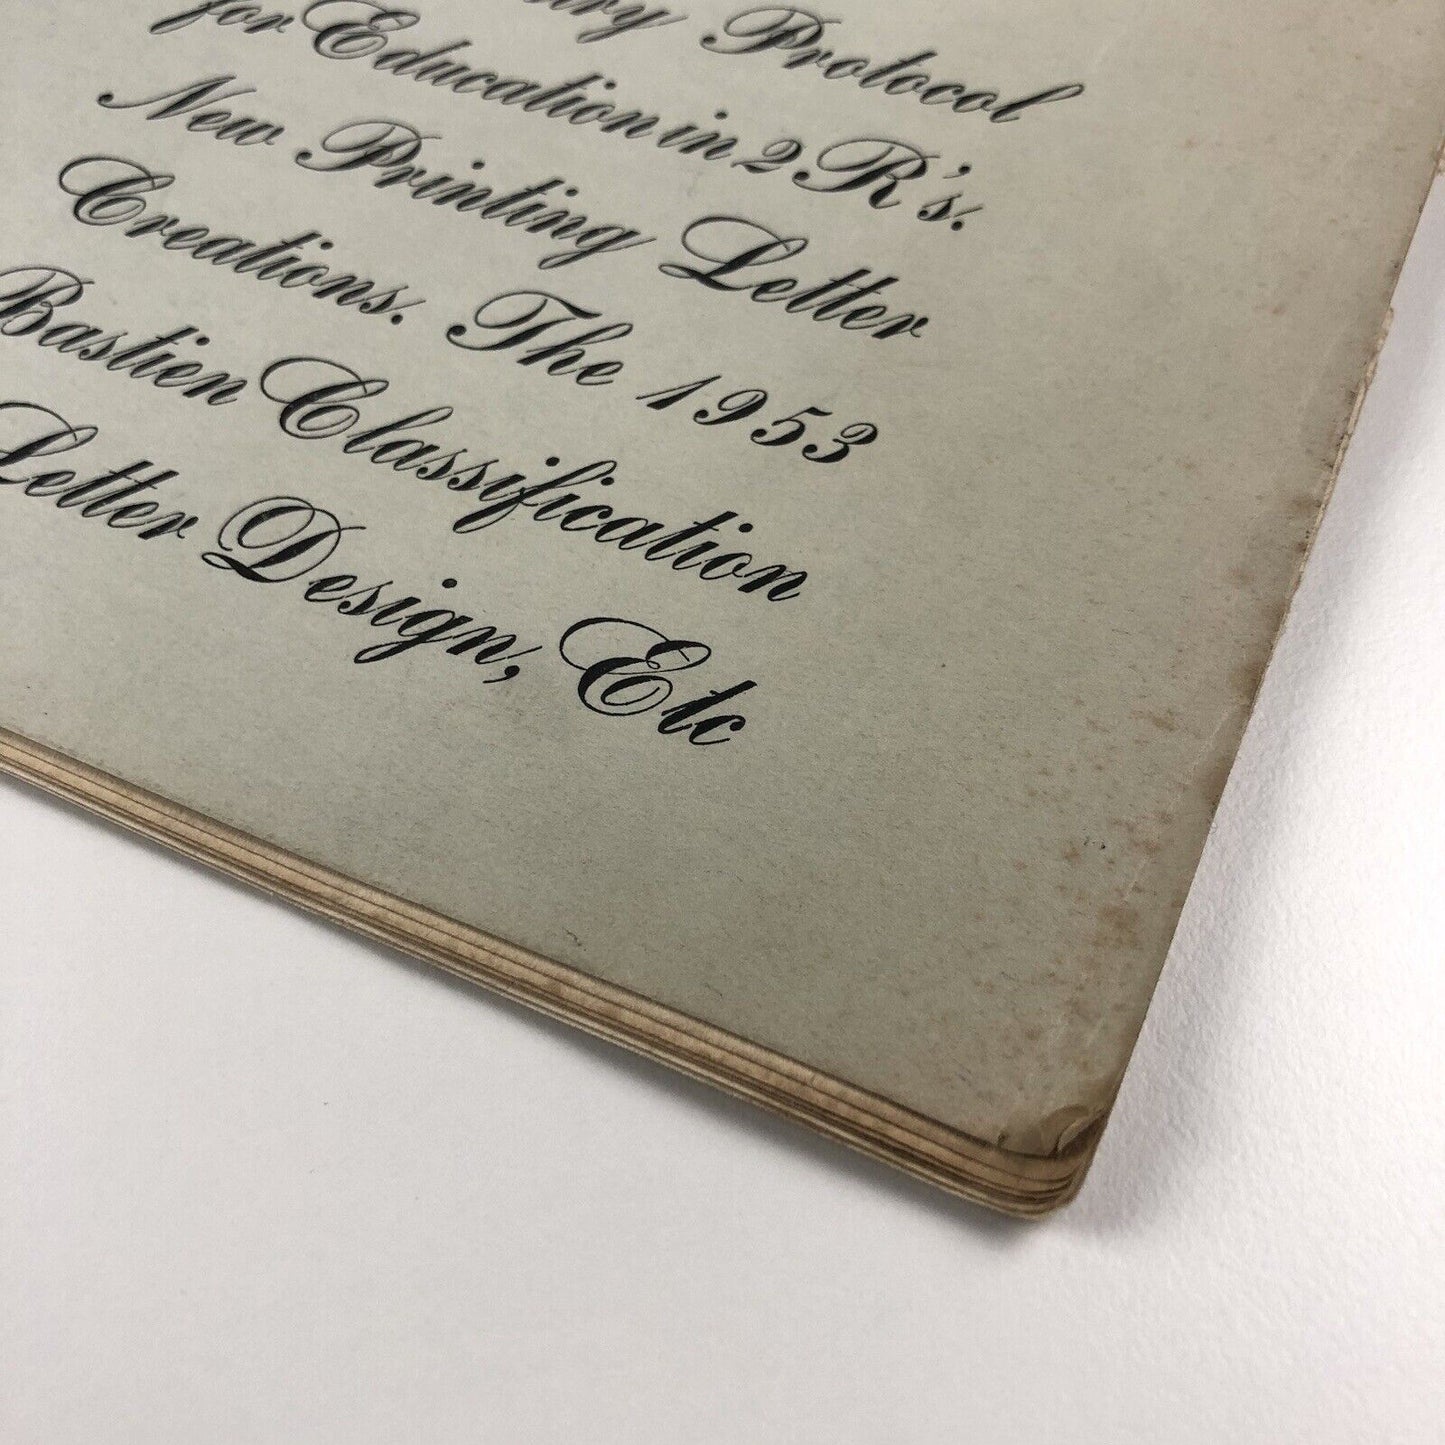 Protocol
for Education in 2 R's.
New Printing Letter
Creations. The 1953
Bastien Classification
Letter Design, Etc